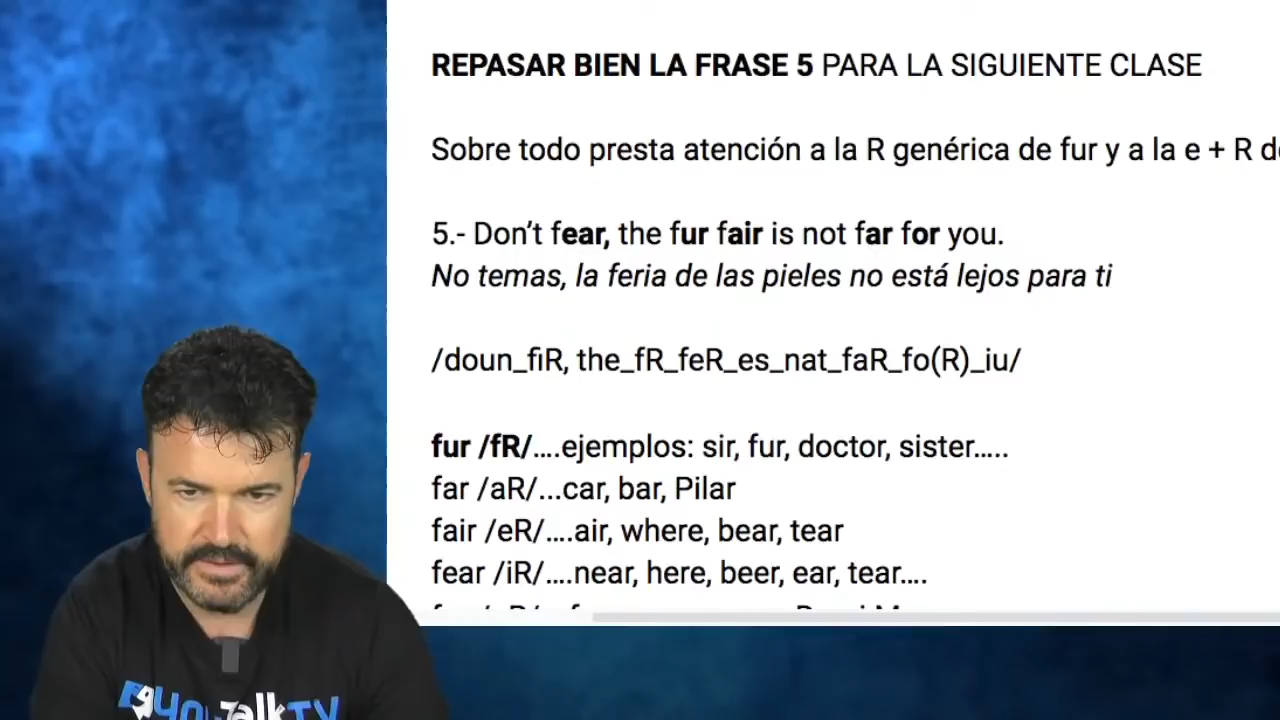 REPASAR BIEN LA FRASE 5 PARA LA SIGUIENTE CLASE
Sobre todo presta atención a la R genérica de fur y a la e + R
5.- Don’t fear, the fur fair is not far for you.
No temas, la feria de las pieles no está lejos para ti
/doun_fiR, the_fR_feR_es_nat_faR_fo(R)_iu/
fur /fR/….ejemplos: sir, fur, doctor, sister…..
far /aR/...car, bar, Pilar
fair /eR/….air, where, bear, tear
fear /iR/….near, here, beer, ear, tear….
YouTalkTV